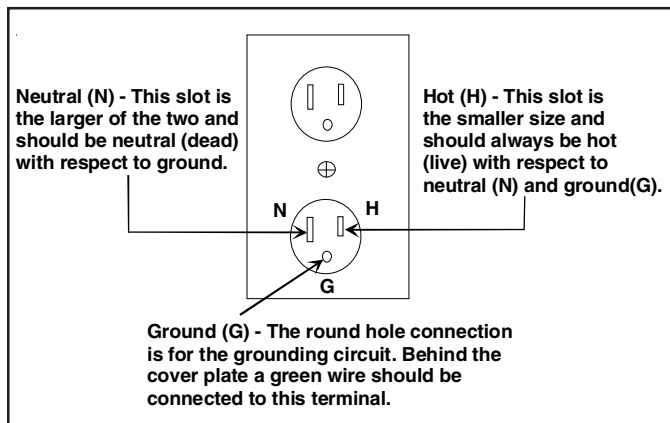 Neutral (N) - This slot is
the larger of the two and
should be neutral (dead)
with respect to ground.
Hot (H) - This slot is
the smaller size and
should always be hot
(live) with respect to
neutral (N) and ground(G).
N
H
G
Ground (G) - The round hole connection
is for the grounding circuit. Behind the
cover plate a green wire should be
connected to this terminal.